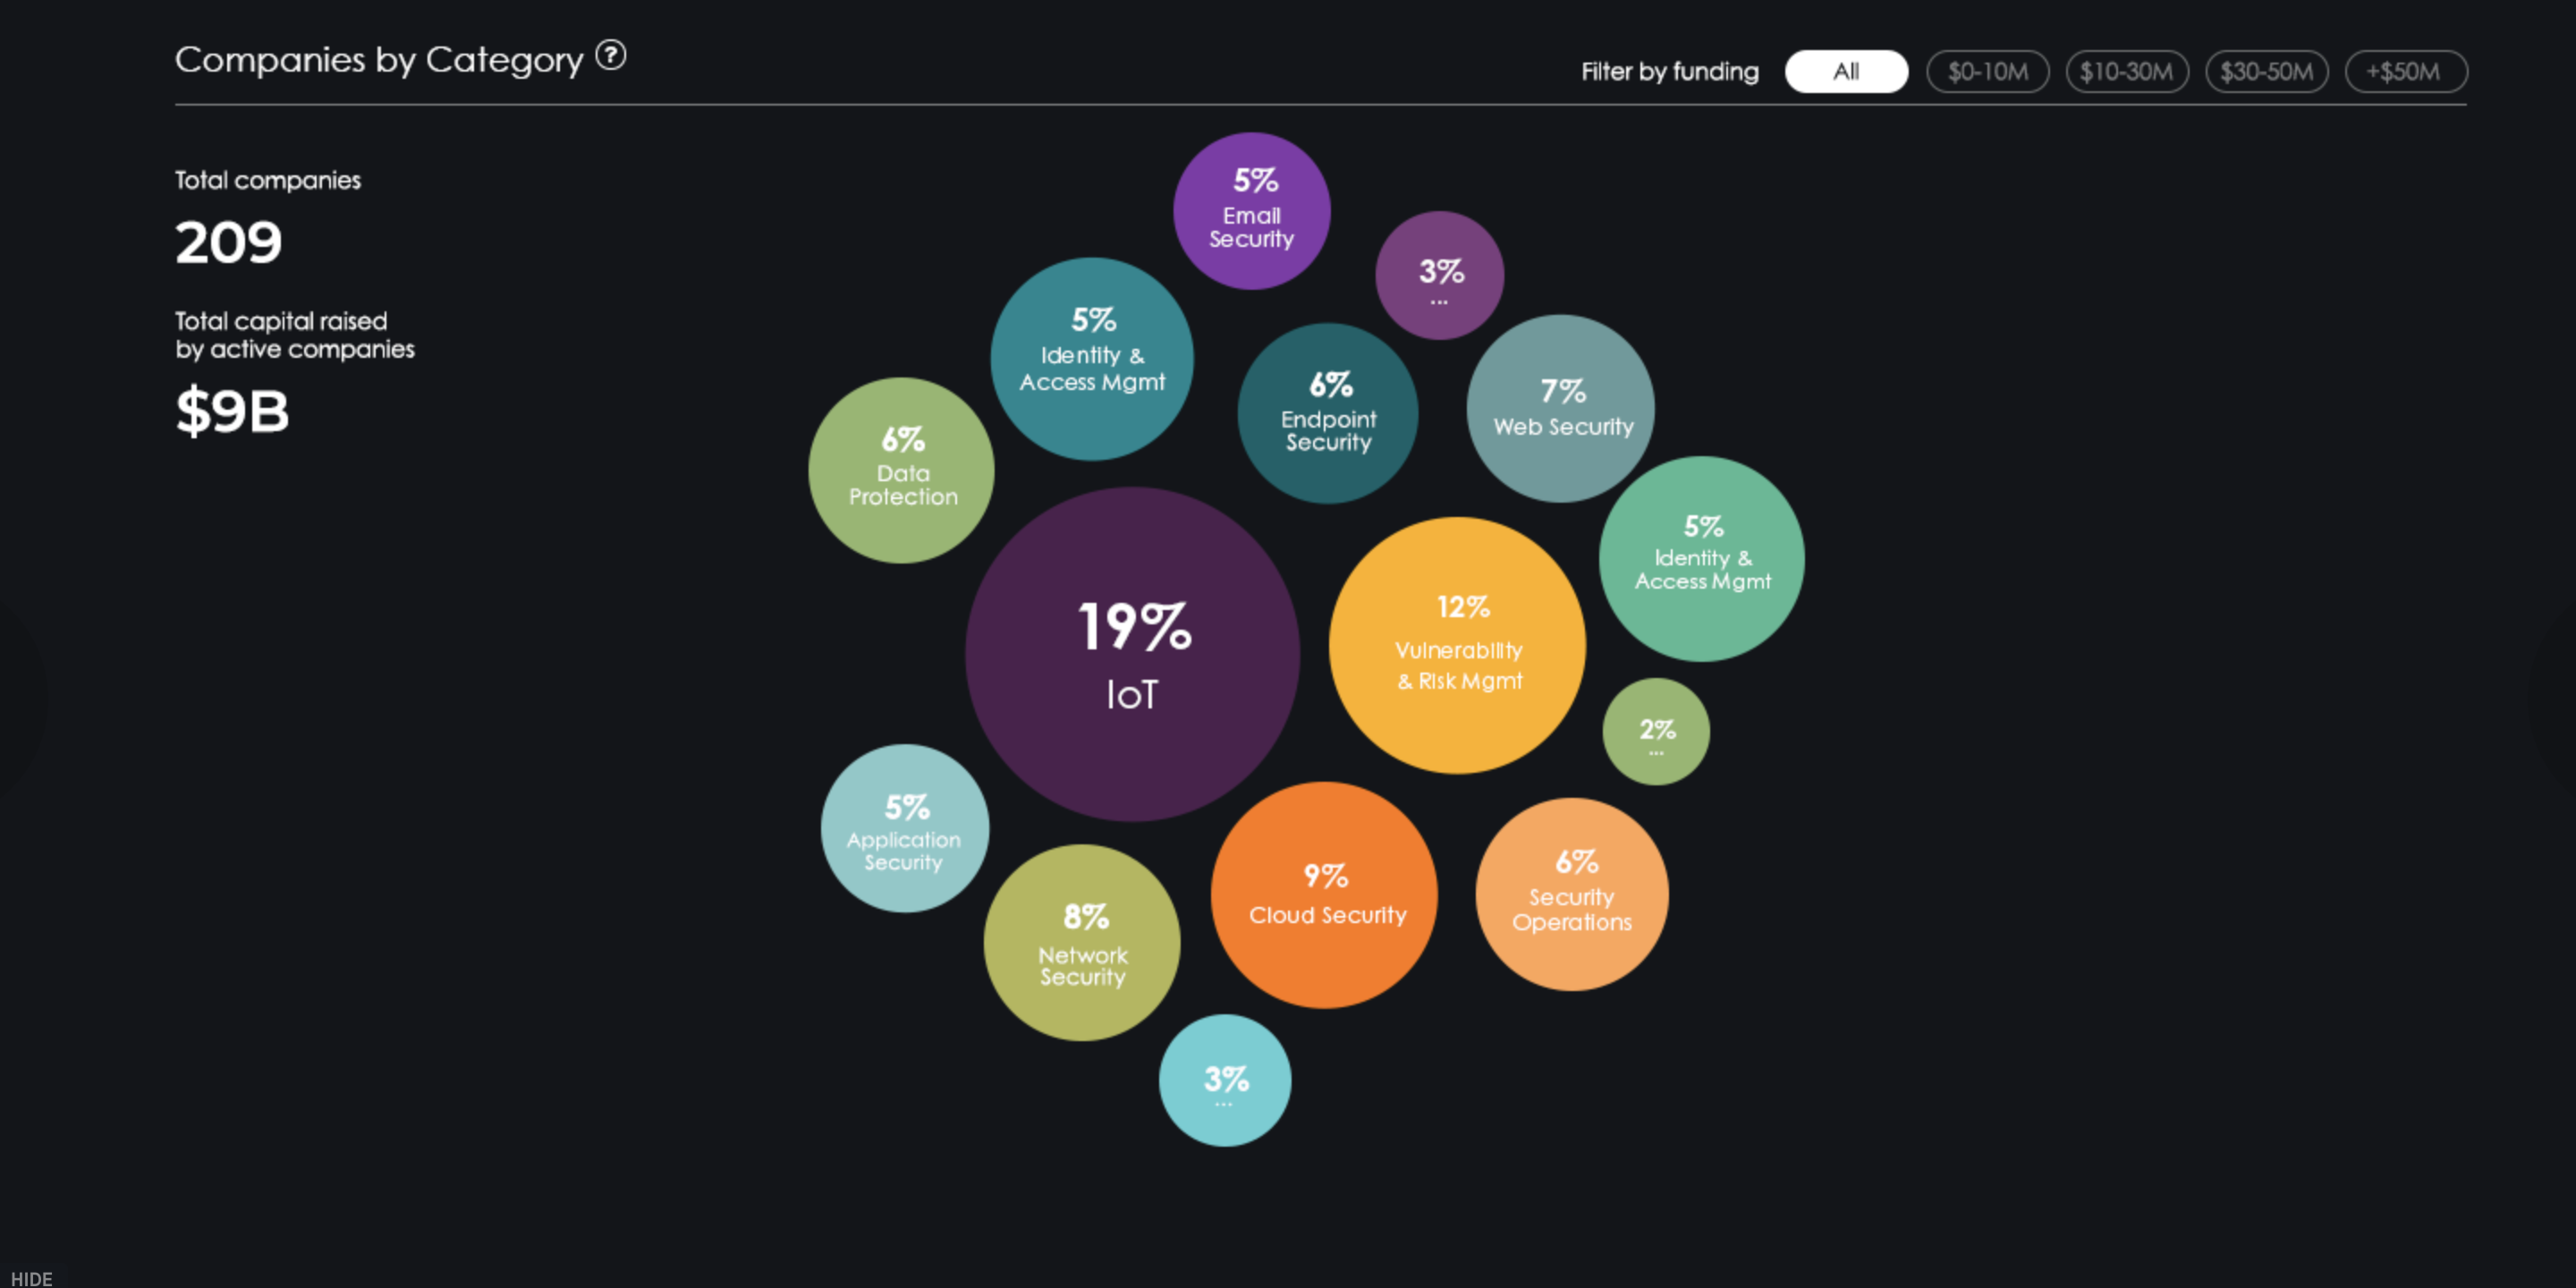 Companies by Category ?
Filter by funding All $0-10M $10-30M $30-50M +$50M
Total companies
209
Total capital raised
by active companies
$9B
5%
Email
Security
3%
...
5%
Identity &
Access Mgmt
6%
Endpoint
Security
7%
Web Security
6%
Data
Protection
5%
Identity &
Access Mgmt
19%
IoT
12%
Vulnerability
& Risk Mgmt
2%
...
5%
Application
Security
8%
Network
Security
9%
Cloud Security
6%
Security
Operations
3%
...
HIDE